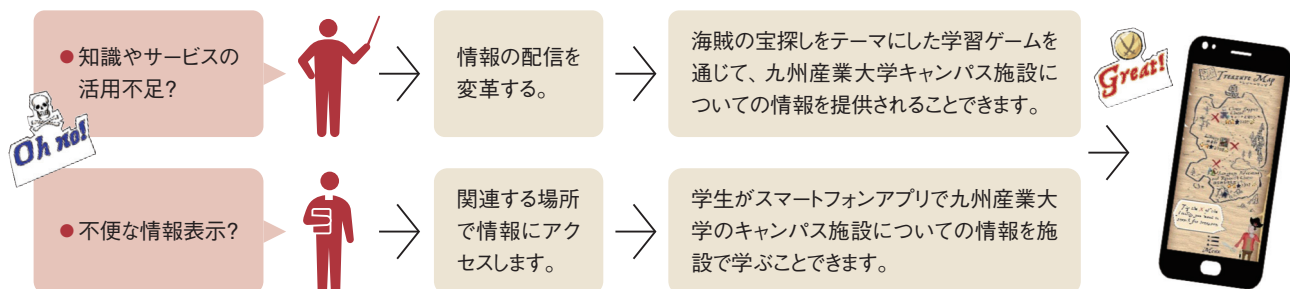 ● 知識やサービスの
活用不足?
情報の配信を
変革する。
海賊の宝探しをテーマにした学習ゲームを
通じて、九州産業大学キャンパス施設に
ついての情報を提供されることできます。
Oh no!
Great!
● 不便な情報表示?
関連する場所
で情報にアク
セスします。
学生がスマートフォンアプリで九州産業大
学のキャンパス施設についての情報を施
設で学ぶことできます。
Treasure Map
Menu